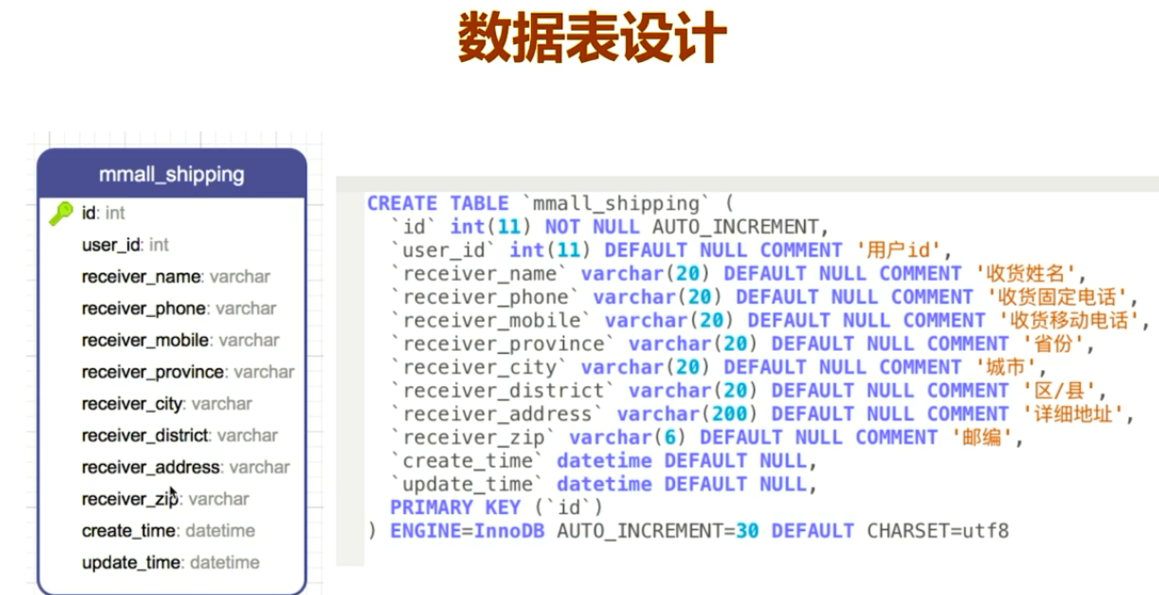 数据表设计
mmall_shipping
id: int
user_id: int
receiver_name: varchar
receiver_phone: varchar
receiver_mobile: varchar
receiver_province: varchar
receiver_city: varchar
receiver_district: varchar
receiver_address: varchar
receiver_zip: varchar
create_time: datetime
update_time: datetime
CREATE TABLE `mmall_shipping` (
`id` int(11) NOT NULL AUTO_INCREMENT,
`user_id` int(11) DEFAULT NULL COMMENT '用户id',
`receiver_name` varchar(20) DEFAULT NULL COMMENT '收货姓名',
`receiver_phone` varchar(20) DEFAULT NULL COMMENT '收货固定电话',
`receiver_mobile` varchar(20) DEFAULT NULL COMMENT '收货移动电话',
`receiver_province` varchar(20) DEFAULT NULL COMMENT '省份',
`receiver_city` varchar(20) DEFAULT NULL COMMENT '城市',
`receiver_district` varchar(20) DEFAULT NULL COMMENT '区/县',
`receiver_address` varchar(200) DEFAULT NULL COMMENT '详细地址',
`receiver_zip` varchar(6) DEFAULT NULL COMMENT '邮编',
`create_time` datetime DEFAULT NULL,
`update_time` datetime DEFAULT NULL,
PRIMARY KEY (`id`)
) ENGINE=InnoDB AUTO_INCREMENT=30 DEFAULT CHARSET=utf8